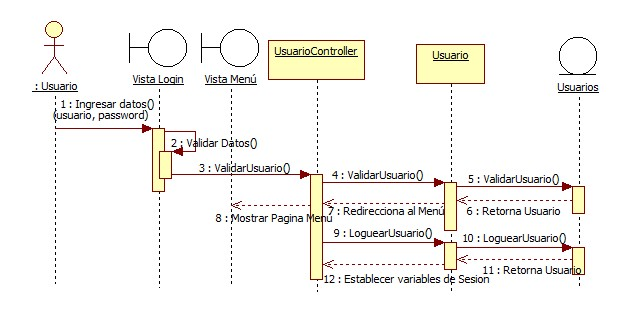 UsuarioController
Usuario
: Usuario
Vista Login
Vista Menú
Usuarios
1 : Ingresar datos()
(usuario, password)
2 : Validar Datos()
3 : ValidarUsuario()
4 : ValidarUsuario()
5 : ValidarUsuario()
6 : Retorna Usuario
7 : Redirecciona al Menú
8 : Mostrar Pagina Menú
9 : LoguearUsuario()
10 : LoguearUsuario()
11 : Retorna Usuario
12 : Establecer variables de Sesion